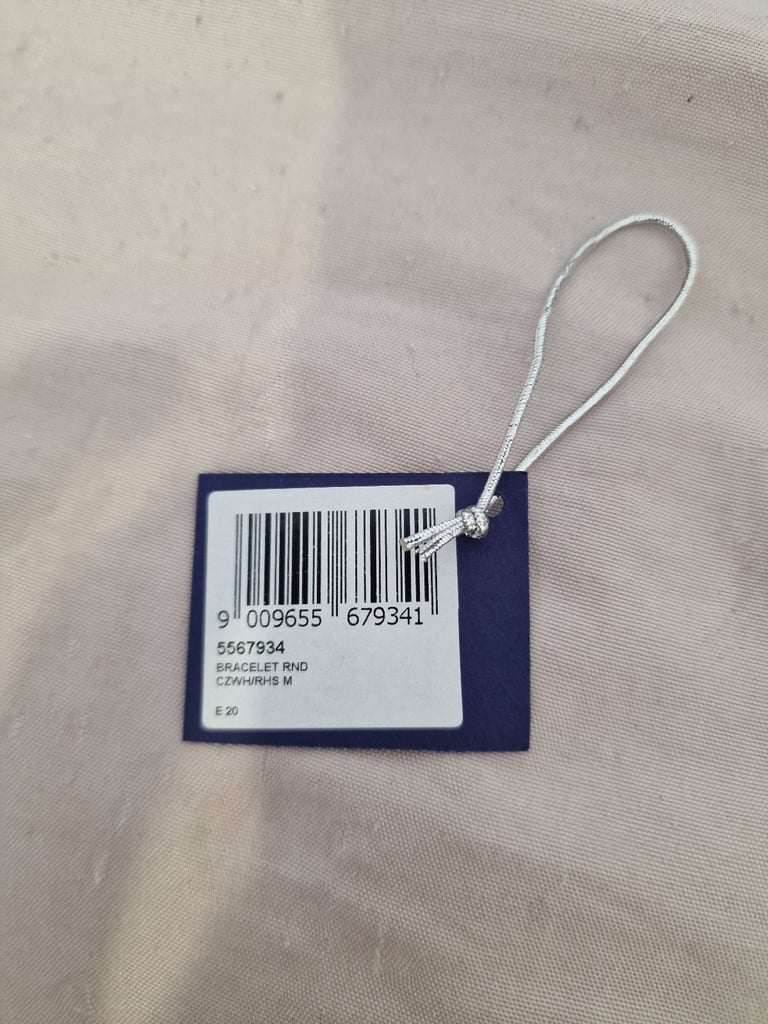 9 009655 679341
5567934
BRACELET RND
CZWH/RHS M
E 20